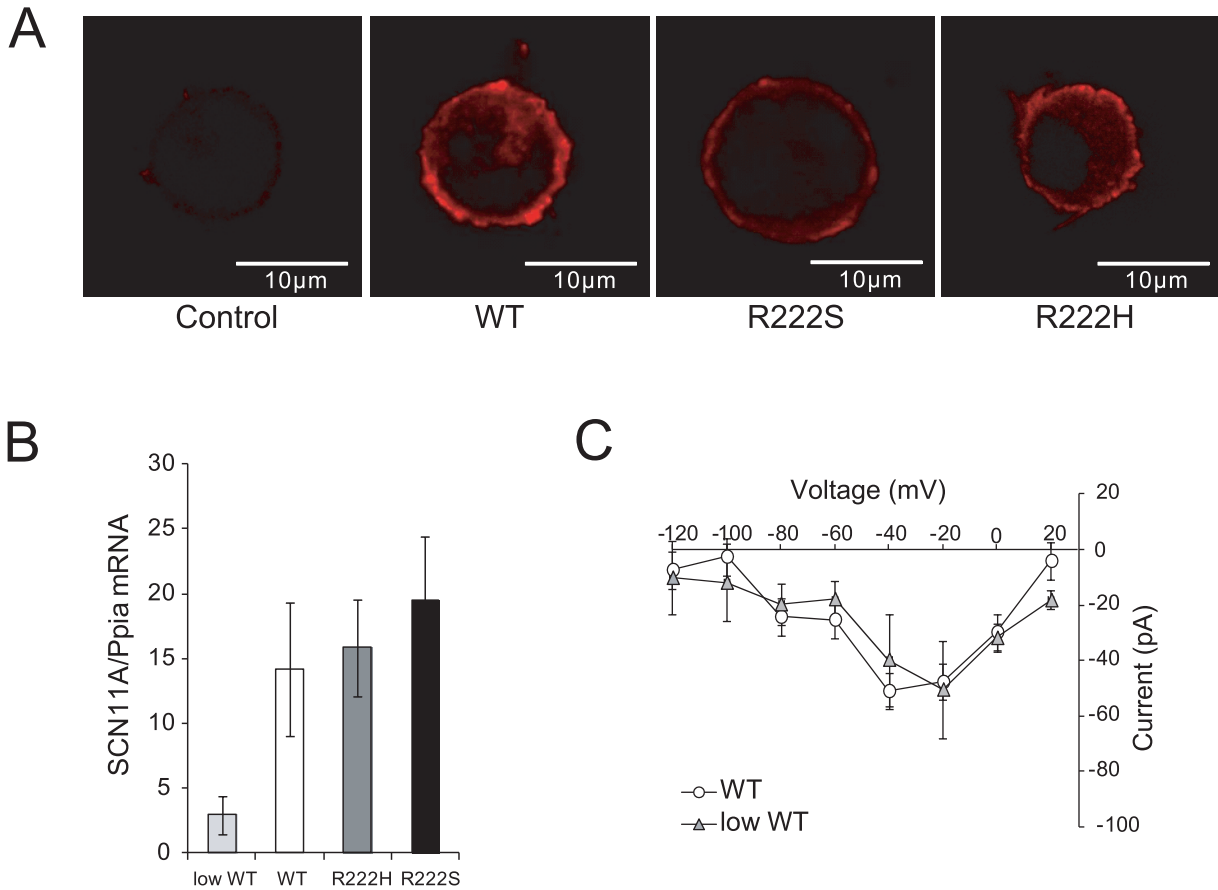 A
10µm
10µm
10µm
10µm
Control
WT
R222S
R222H
B
SCN11A/Ppia mRNA
30
25
20
15
10
5
0
low WT
WT
R222H
R222S
C
Voltage (mV)
-120
-100
-80
-60
-40
-20
0
20
20
0
-20
-40
-60
-80
-100
Current (pA)
WT
low WT